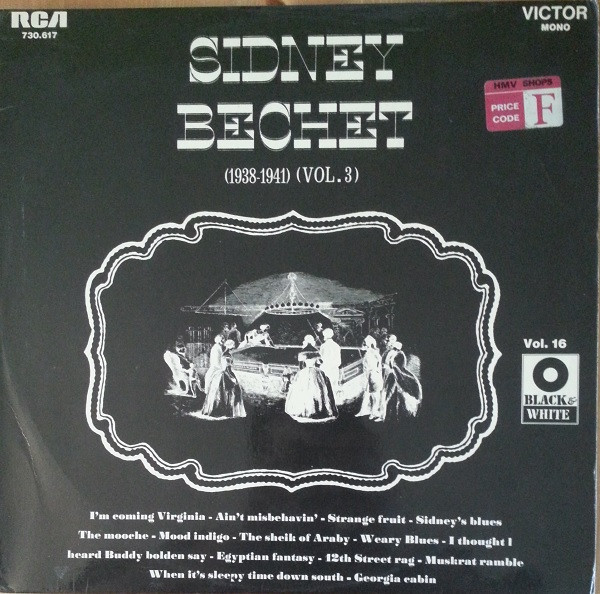 RCA
730.617
VICTOR
MONO
SIDNEY
BECHET
(1938-1941) (VOL.3)
HMV SHOPS
PRICE
CODE
F
Vol. 16
BLACK &
WHITE
I'm coming Virginia - Ain't misbehavin' - Strange fruit - Sidney's blues
The mooche - Mood indigo - The sheik of Araby - Weary Blues - I thought I
heard Buddy bolden say - Egyptian fantasy - 12th Street rag - Muskrat ramble
When it's sleepy time down south - Georgia cabin